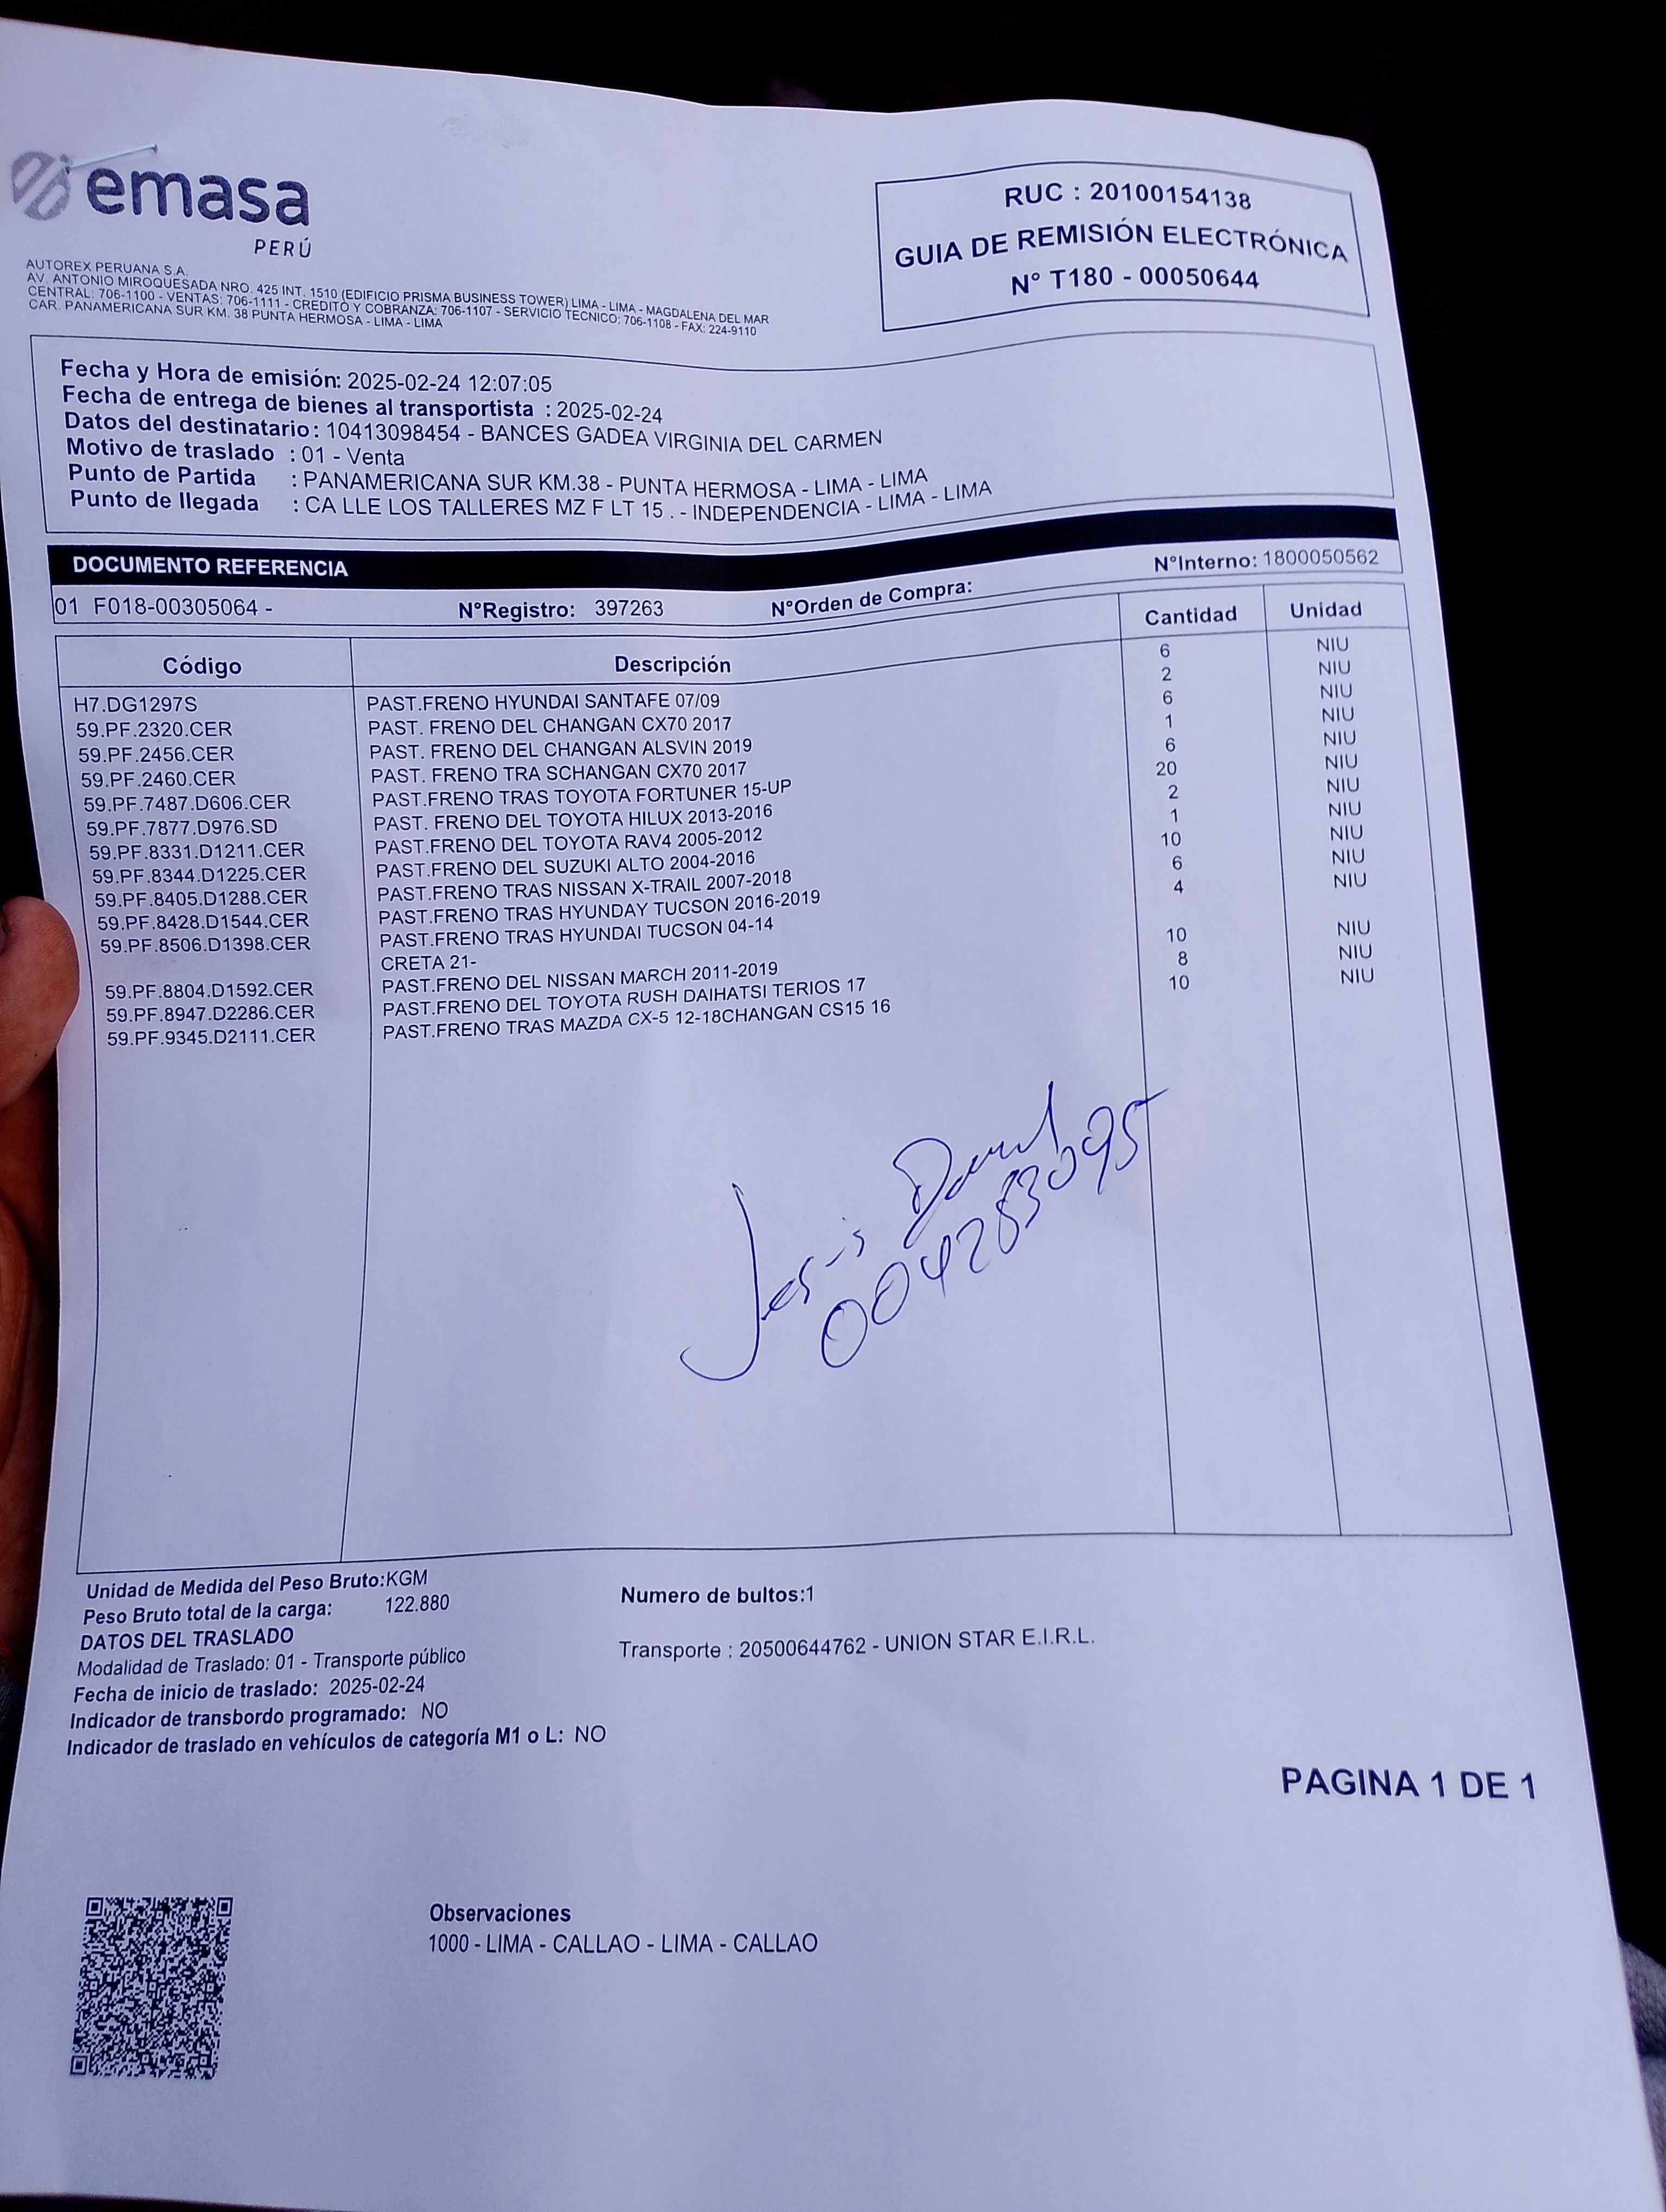 emasa
PERÚ
RUC : 20100154138
GUIA DE REMISIÓN ELECTRÓNICA
N° T180 - 00050644
AUTOREX PERUANA S.A.
AV. ANTONIO MIROQUESADA NRO. 425 INT. 1510 (EDIFICIO PRISMA BUSINESS TOWER) LIMA - LIMA - MAGDALENA DEL MAR
CENTRAL: 706-1100 - VENTAS: 706-1111 - CREDITO Y COBRANZA: 706-1107 - SERVICIO TECNICO: 706-1108 - FAX: 224-9110
CAR. PANAMERICANA SUR KM. 38 PUNTA HERMOSA - LIMA - LIMA
Fecha y Hora de emisión: 2025-02-24 12:07:05
Fecha de entrega de bienes al transportista : 2025-02-24
Datos del destinatario: 10413098454 - BANCES GADEA VIRGINIA DEL CARMEN
Motivo de traslado : 01 - Venta
Punto de Partida : PANAMERICANA SUR KM.38 - PUNTA HERMOSA - LIMA - LIMA
Punto de llegada : CA LLE LOS TALLERES MZ F LT 15 . - INDEPENDENCIA - LIMA - LIMA
DOCUMENTO REFERENCIA
01 F018-00305064 - N°Registro: 397263 N°Orden de Compra: N°Interno: 1800050562
Código Descripción Cantidad Unidad
H7.DG1297S PAST.FRENO HYUNDAI SANTAFE 07/09 6 NIU
59.PF.2320.CER PAST. FRENO DEL CHANGAN CX70 2017 2 NIU
59.PF.2456.CER PAST. FRENO DEL CHANGAN ALSVIN 2019 6 NIU
59.PF.2460.CER PAST. FRENO TRA SCHANGAN CX70 2017 1 NIU
59.PF.7487.D606.CER PAST.FRENO TRAS TOYOTA FORTUNER 15-UP 6 NIU
59.PF.7877.D976.SD PAST. FRENO DEL TOYOTA HILUX 2013-2016 20 NIU
59.PF.8331.D1211.CER PAST.FRENO DEL TOYOTA RAV4 2005-2012 2 NIU
59.PF.8344.D1225.CER PAST.FRENO DEL SUZUKI ALTO 2004-2016 1 NIU
59.PF.8405.D1288.CER PAST.FRENO TRAS NISSAN X-TRAIL 2007-2018 10 NIU
59.PF.8428.D1544.CER PAST.FRENO TRAS HYUNDAY TUCSON 2016-2019 6 NIU
59.PF.8506.D1398.CER PAST.FRENO TRAS HYUNDAI TUCSON 04-14 4 NIU
CRETA 21-
59.PF.8804.D1592.CER PAST.FRENO DEL NISSAN MARCH 2011-2019 10 NIU
59.PF.8947.D2286.CER PAST.FRENO DEL TOYOTA RUSH DAIHATSI TERIOS 17 8 NIU
59.PF.9345.D2111.CER PAST.FRENO TRAS MAZDA CX-5 12-18CHANGAN CS15 16 10 NIU
Jesús
004283095
Unidad de Medida del Peso Bruto:KGM
Peso Bruto total de la carga: 122.880
Numero de bultos:1
DATOS DEL TRASLADO
Modalidad de Traslado: 01 - Transporte público
Transporte : 20500644762 - UNION STAR E.I.R.L.
Fecha de inicio de traslado: 2025-02-24
Indicador de transbordo programado: NO
Indicador de traslado en vehículos de categoría M1 o L: NO
PAGINA 1 DE 1
Observaciones
1000 - LIMA - CALLAO - LIMA - CALLAO